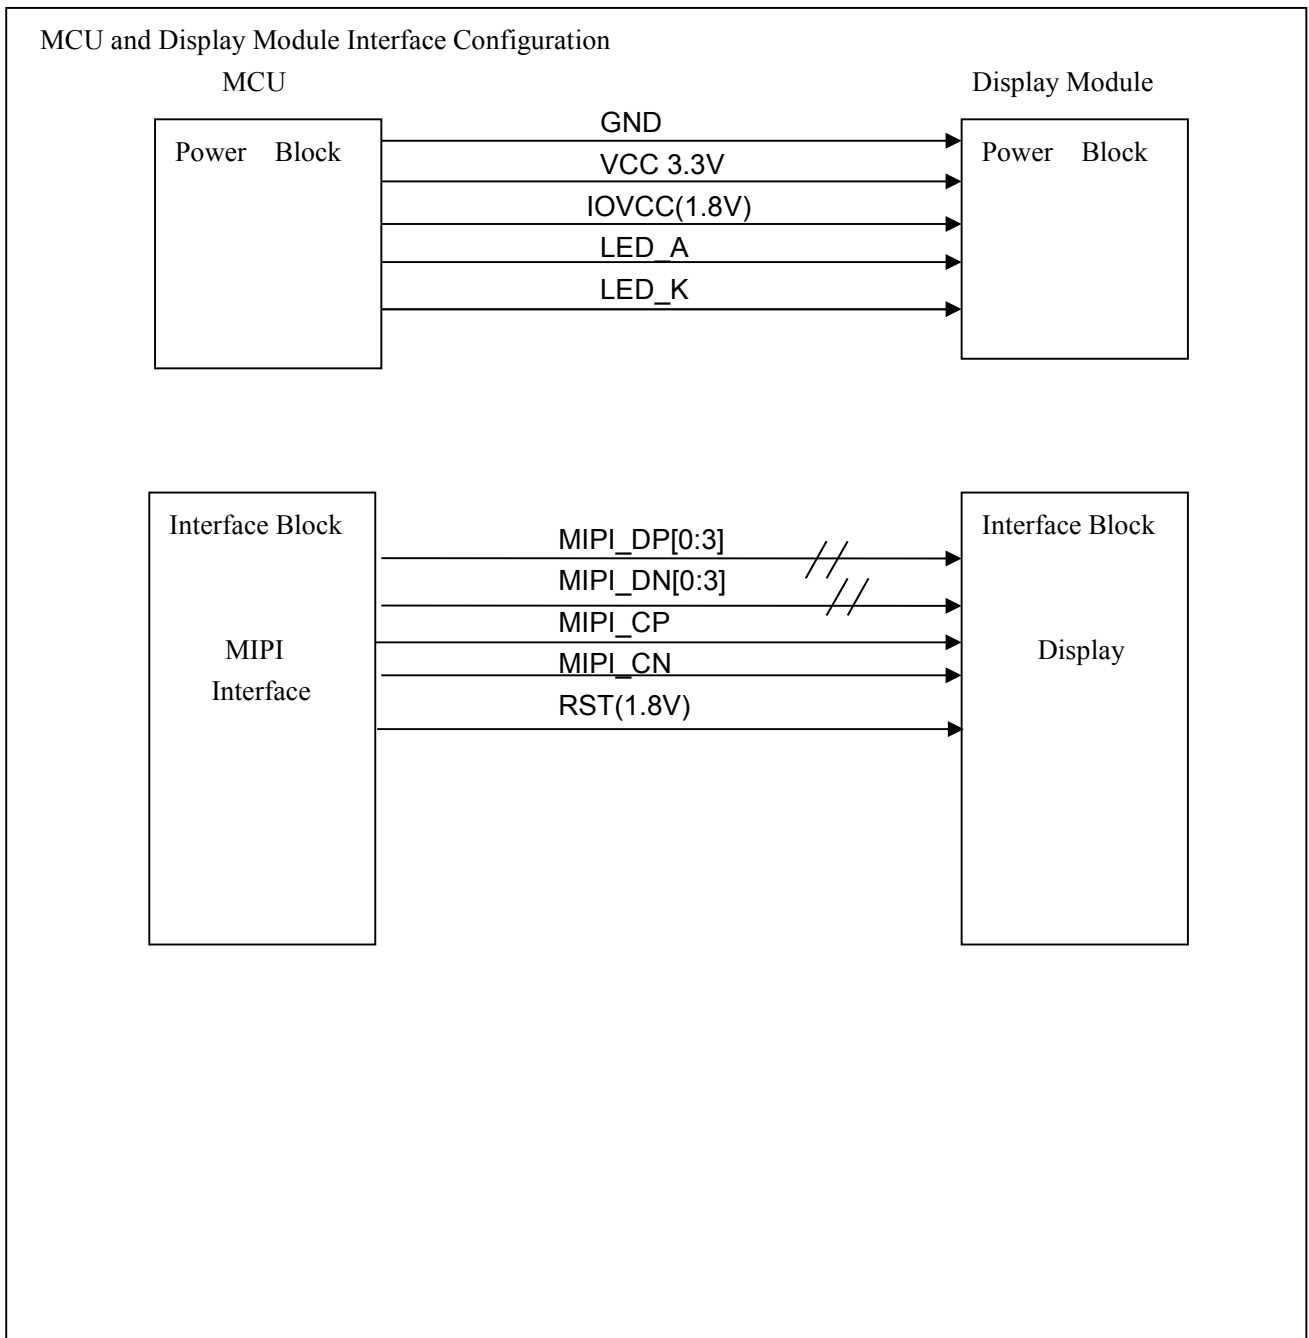 MCU and Display Module Interface Configuration
MCU
Display Module
Power Block
GND
VCC 3.3V
IOVCC(1.8V)
LED_A
LED_K
Power Block
Interface Block
MIPI
Interface
MIPI_DP[0:3]
MIPI_DN[0:3]
MIPI_CP
MIPI_CN
RST(1.8V)
Interface Block
Display